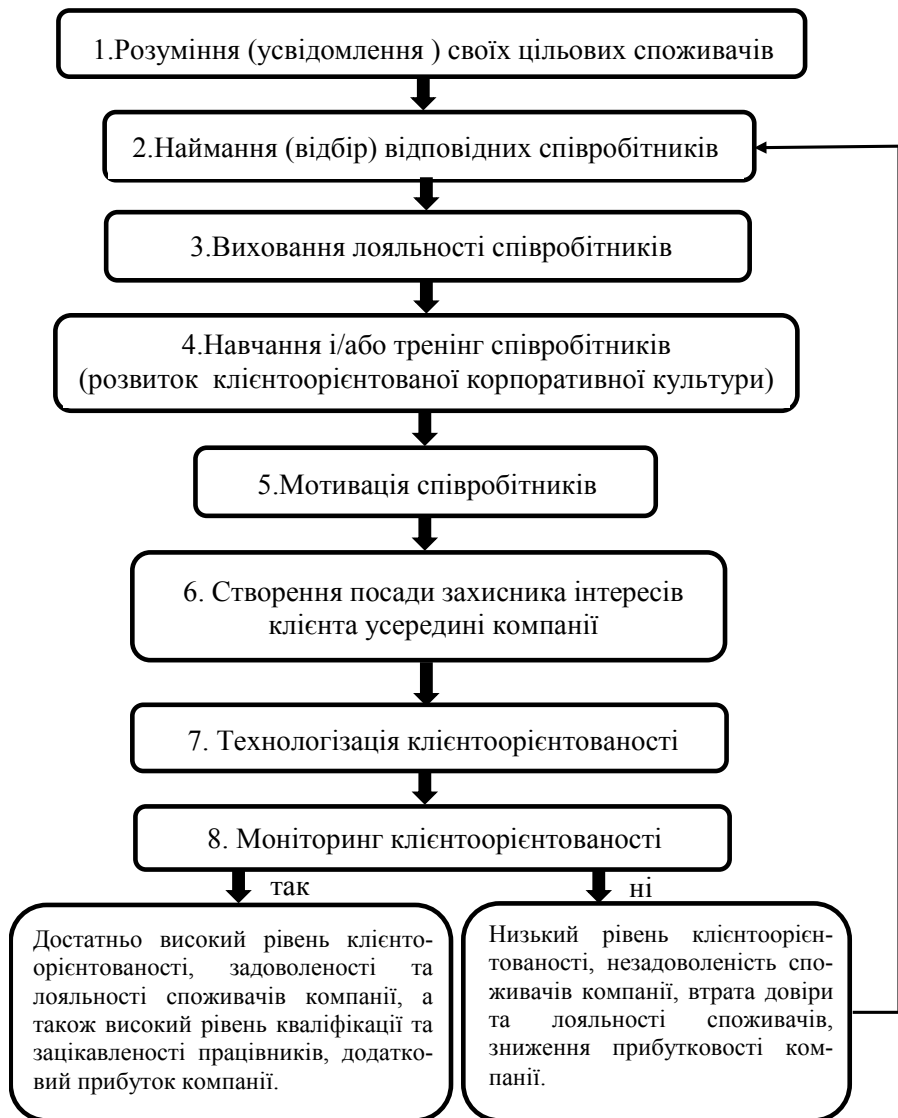 1.Розуміння (усвідомлення ) своїх цільових споживачів
2.Наймання (відбір) відповідних співробітників
3.Виховання лояльності співробітників
4.Навчання і/або тренінг співробітників
(розвиток клієнтоорієнтованої корпоративної культури)
5.Мотивація співробітників
6. Створення посади захисника інтересів
клієнта усередині компанії
7. Технологізація клієнтоорієнтованості
8. Моніторинг клієнтоорієнтованості
так
ні
Достатньо високий рівень клієнто-
орієнтованості, задоволеності та
лояльності споживачів компанії, а
також високий рівень кваліфікації та
зацікавленості працівників, додатко-
вий прибуток компанії.
Низький рівень клієнтоорієн-
тованості, незадоволеність спо-
живачів компанії, втрата довіри
та лояльності споживачів,
зниження прибутковості ком-
панії.